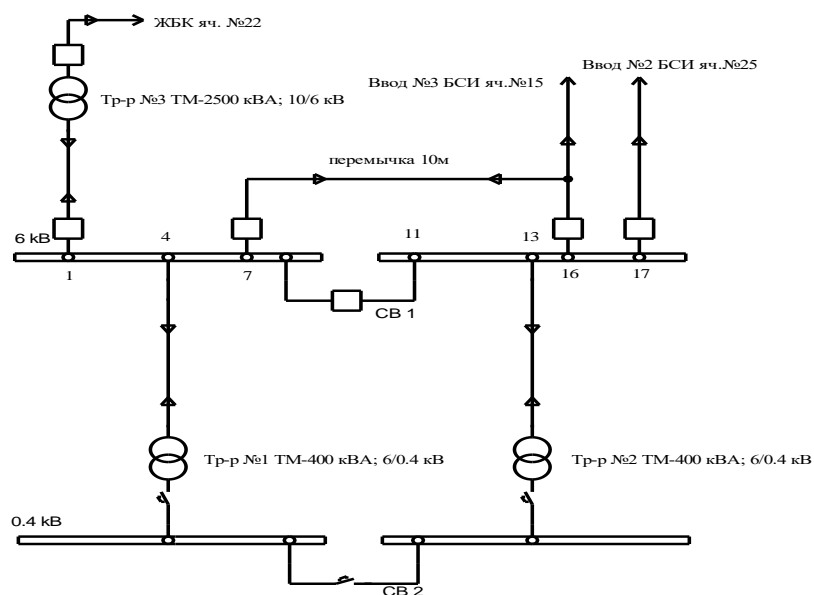 ЖБК яч. №22
Ввод №3 БСИ яч.№15
Ввод №2 БСИ яч.№25
Тр-р №3 ТМ-2500 кВА; 10/6 кВ
перемычка 10м
6 kВ
4
11
13
1
7
16
17
СВ 1
Тр-р №1 ТМ-400 кВА; 6/0.4 кВ
Тр-р №2 ТМ-400 кВА; 6/0.4 кВ
0.4 kВ
СВ 2